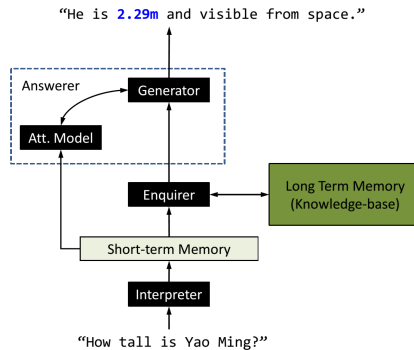 “He is 2.29m and visible from space.”
Answerer
Generator
Att. Model
Enquirer
Long Term Memory
(Knowledge-base)
Short-term Memory
Interpreter
“How tall is Yao Ming?”